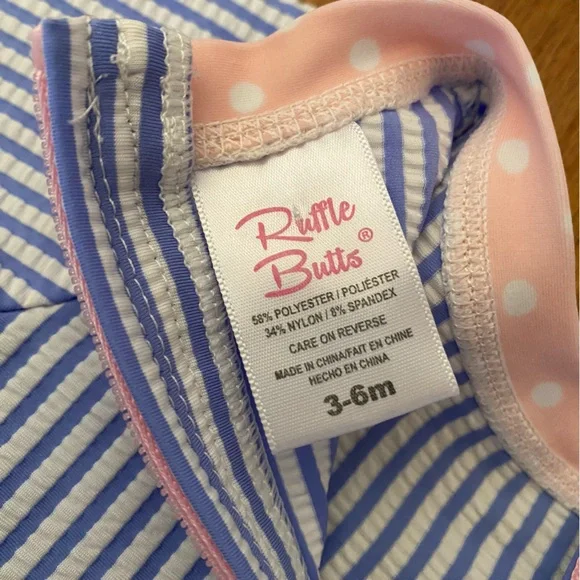 Ruffle
Butts®
58% POLYESTER / POLIÉSTER
34% NYLON / 8% SPANDEX
CARE ON REVERSE
MADE IN CHINA/FAIT EN CHINE
HECHO EN CHINA
3-6m